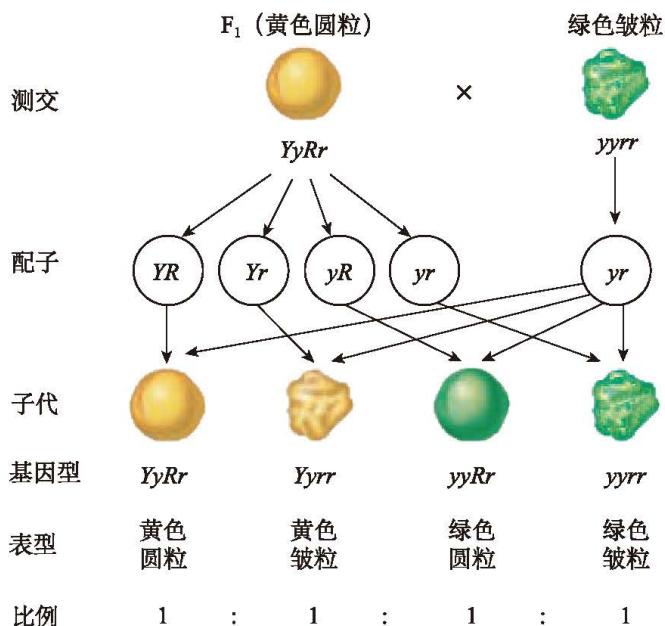 F₁（黄色圆粒） 绿色皱粒
测交 ×
YyRr yyrr
配子 YR Yr yR yr yr
子代
基因型 YyRr Yyrr yyRr yyrr
表型 黄色 黄色 绿色 绿色
圆粒 皱粒 圆粒 皱粒
比例 1 : 1 : 1 : 1